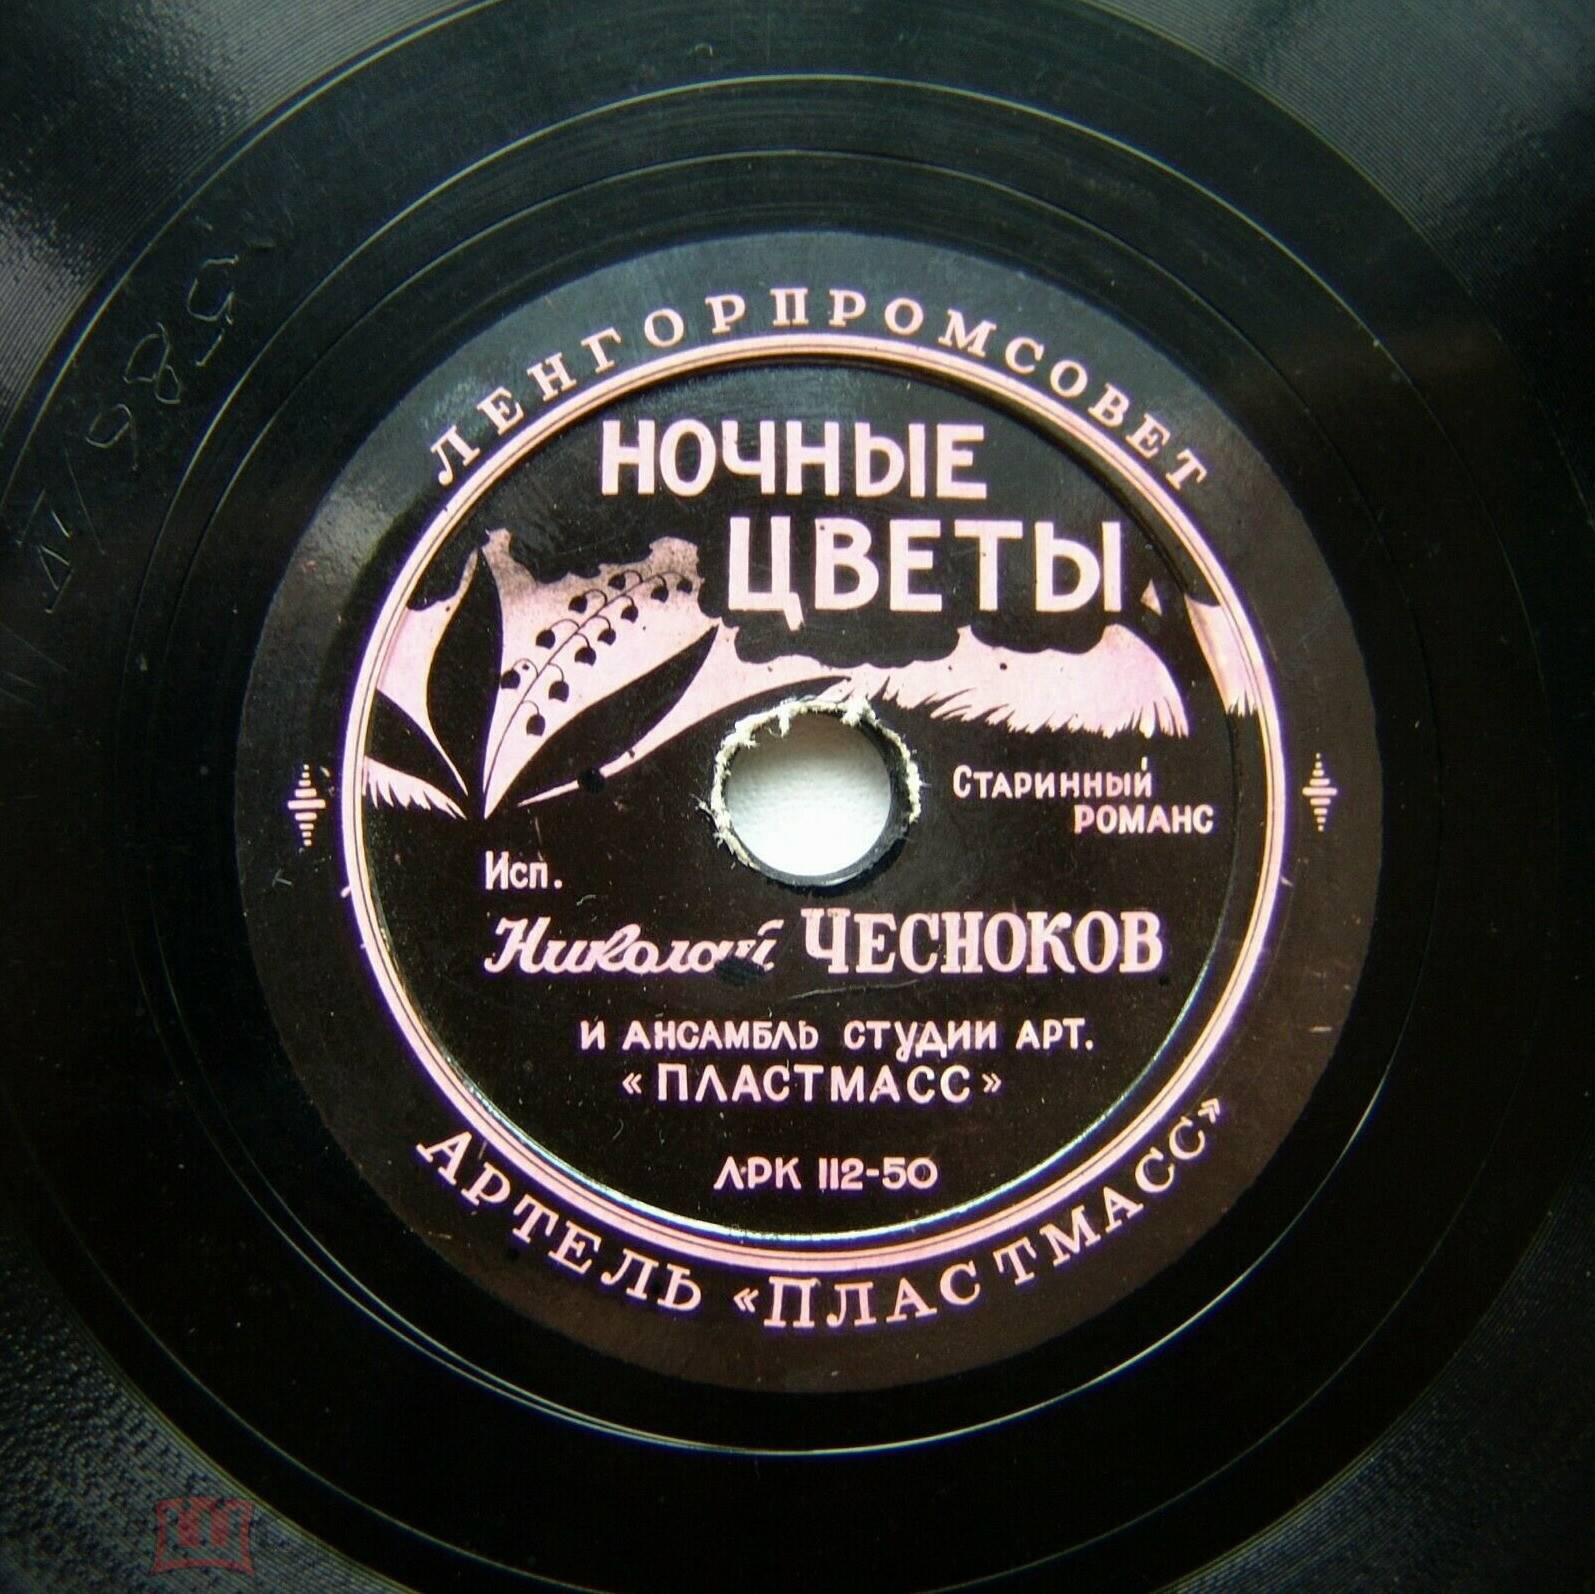 ЛЕНГОРПРОМСОВЕТ
НОЧНЫЕ
ЦВЕТЫ
СТАРИННЫЙ
РОМАНС
Исп.
Николай ЧЕСНОКОВ
И АНСАМБЛЬ СТУДИИ АРТ.
«ПЛАСТМАСС»
ЛРК 112-50
АРТЕЛЬ «ПЛАСТМАСС»